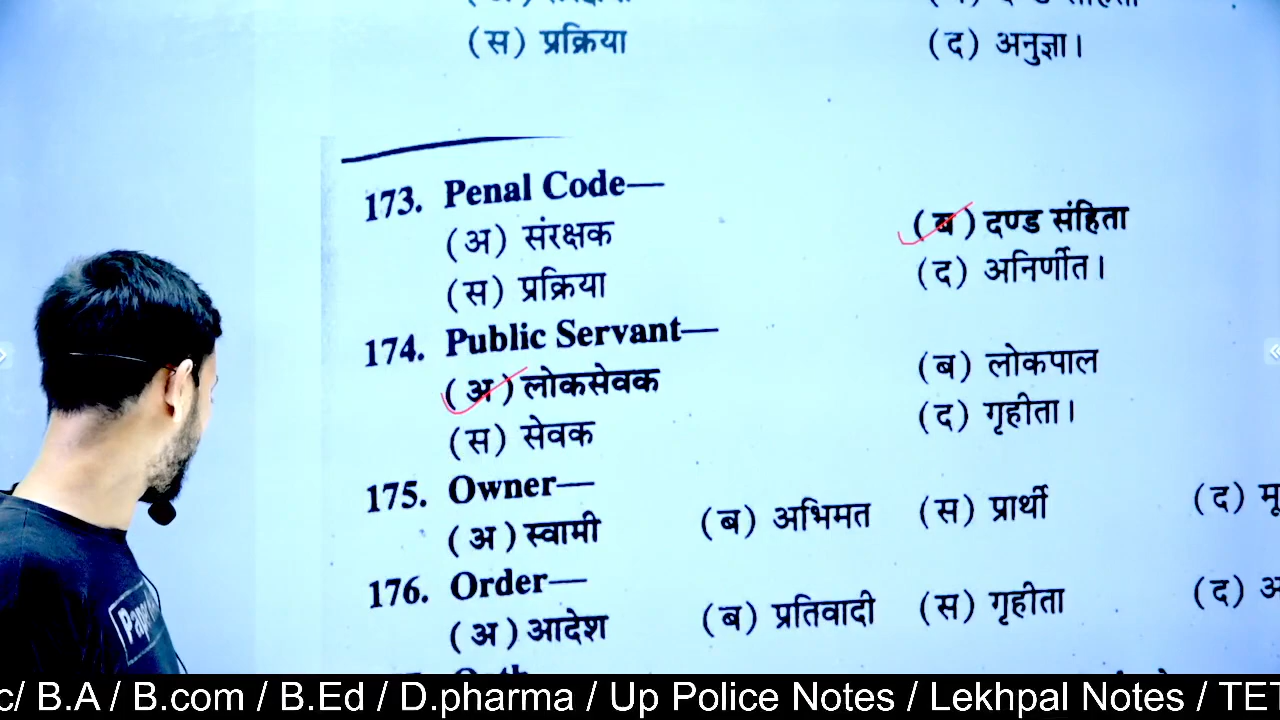 (स) प्रक्रिया (द) अनुज्ञा।
173. Penal Code—
(अ) संरक्षक (ब) दण्ड संहिता
(स) प्रक्रिया (द) अनिर्णीत।
174. Public Servant—
(अ) लोकसेवक (ब) लोकपाल
(स) सेवक (द) गृहीता।
175. Owner—
(अ) स्वामी (ब) अभिमत (स) प्रार्थी (द)
176. Order—
(अ) आदेश (ब) प्रतिवादी (स) गृहीता (द)
c/ B.A / B.com / B.Ed / D.pharma / Up Police Notes / Lekhpal Notes / TET